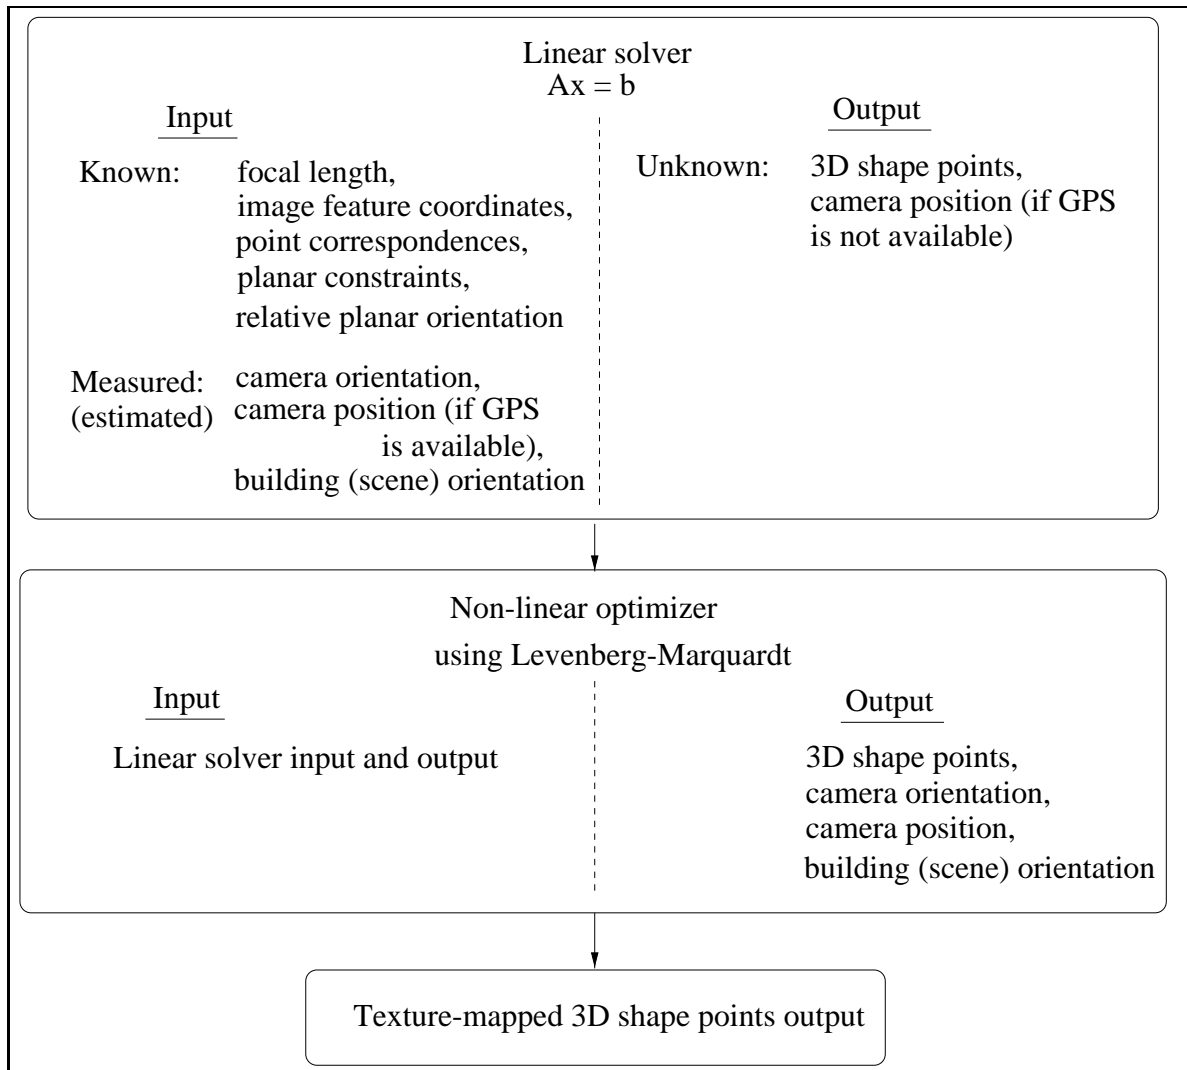 Linear solver
Ax = b
Input
Known:
focal length,
image feature coordinates,
point correspondences,
planar constraints,
relative planar orientation
Measured:
(estimated)
camera orientation,
camera position (if GPS
is available),
building (scene) orientation
Output
Unknown:
3D shape points,
camera position (if GPS
is not available)
Non-linear optimizer
using Levenberg-Marquardt
Input
Linear solver input and output
Output
3D shape points,
camera orientation,
camera position,
building (scene) orientation
Texture-mapped 3D shape points output